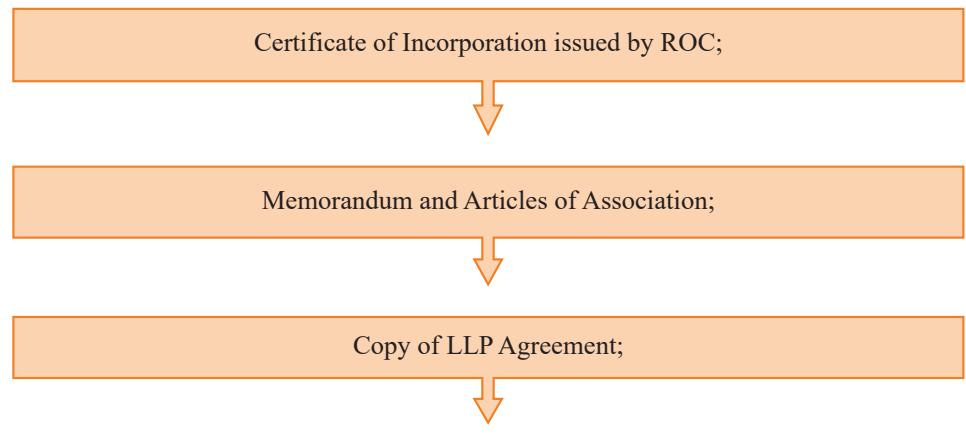 Certificate of Incorporation issued by ROC;
Memorandum and Articles of Association;
Copy of LLP Agreement;